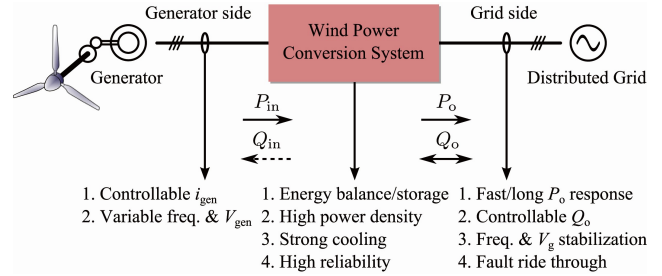 Generator side
Wind Power
Conversion System
Grid side
Generator
Distributed Grid
P_in
P_o
Q_in
Q_o
1. Controllable i_gen
2. Variable freq. & V_gen
1. Energy balance/storage
2. High power density
3. Strong cooling
4. High reliability
1. Fast/long P_o response
2. Controllable Q_o
3. Freq. & V_g stabilization
4. Fault ride through